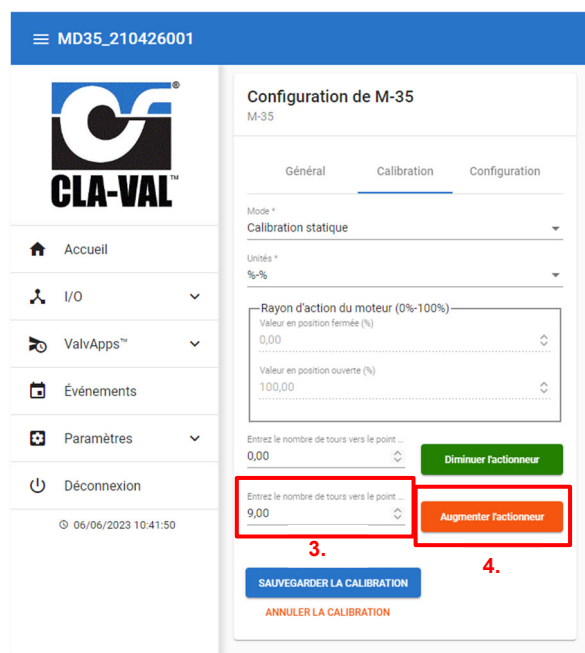 MD35_210426001
®
CLA-VAL™
Accueil
I/O
ValvApps™
Événements
Paramètres
Déconnexion
06/06/2023 10:41:50
Configuration de M-35
M-35
Général
Calibration
Configuration
Mode *
Calibration statique
Unités *
%-%
Rayon d'action du moteur (0%-100%)
Valeur en position fermée (%)
0,00
Valeur en position ouverte (%)
100,00
Entrez le nombre de tours vers le point ...
0,00
Diminuer l'actionneur
Entrez le nombre de tours vers le point ...
9,00
Augmenter l'actionneur
3.
4.
SAUVEGARDER LA CALIBRATION
ANNULER LA CALIBRATION